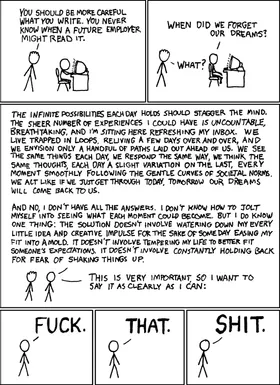 YOU SHOULD BE MORE CAREFUL
WHAT YOU WRITE. YOU NEVER
KNOW WHEN A FUTURE EMPLOYER
MIGHT READ IT.
WHEN DID WE FORGET
OUR DREAMS?
WHAT?
THE INFINITE POSSIBILITIES EACH DAY HOLDS SHOULD STAGGER THE MIND.
THE SHEER NUMBER OF EXPERIENCES I COULD HAVE IS UNCOUNTABLE,
BREATHTAKING, AND I'M SITTING HERE REFRESHING MY INBOX. WE
LIVE TRAPPED IN LOOPS, RELIVING A FEW DAYS OVER AND OVER, AND
WE ENVISION ONLY A HANDFUL OF PATHS LAID OUT AHEAD OF US. WE SEE
THE SAME THINGS EACH DAY, WE RESPOND THE SAME WAY, WE THINK THE
SAME THOUGHTS, EACH DAY A SLIGHT VARIATION ON THE LAST, EVERY
MOMENT SMOOTHLY FOLLOWING THE GENTLE CURVES OF SOCIETAL NORMS.
WE ACT LIKE IF WE JUST GET THROUGH TODAY, TOMORROW OUR DREAMS
WILL COME BACK TO US.
AND NO, I DON'T HAVE ALL THE ANSWERS. I DON'T KNOW HOW TO JOLT
MYSELF INTO SEEING WHAT EACH MOMENT COULD BECOME. BUT I DO KNOW
ONE THING: THE SOLUTION DOESN'T INVOLVE WATERING DOWN MY EVERY
LITTLE IDEA AND CREATIVE IMPULSE FOR THE SAKE OF SOMEDAY EASING MY
FIT INTO A MOLD. IT DOESN'T INVOLVE TEMPERING MY LIFE TO BETTER FIT
SOMEONE'S EXPECTATIONS. IT DOESN'T INVOLVE CONSTANTLY HOLDING BACK
FOR FEAR OF SHAKING THINGS UP.
THIS IS VERY IMPORTANT, SO I WANT TO
SAY IT AS CLEARLY AS I CAN:
FUCK.
THAT.
SHIT.